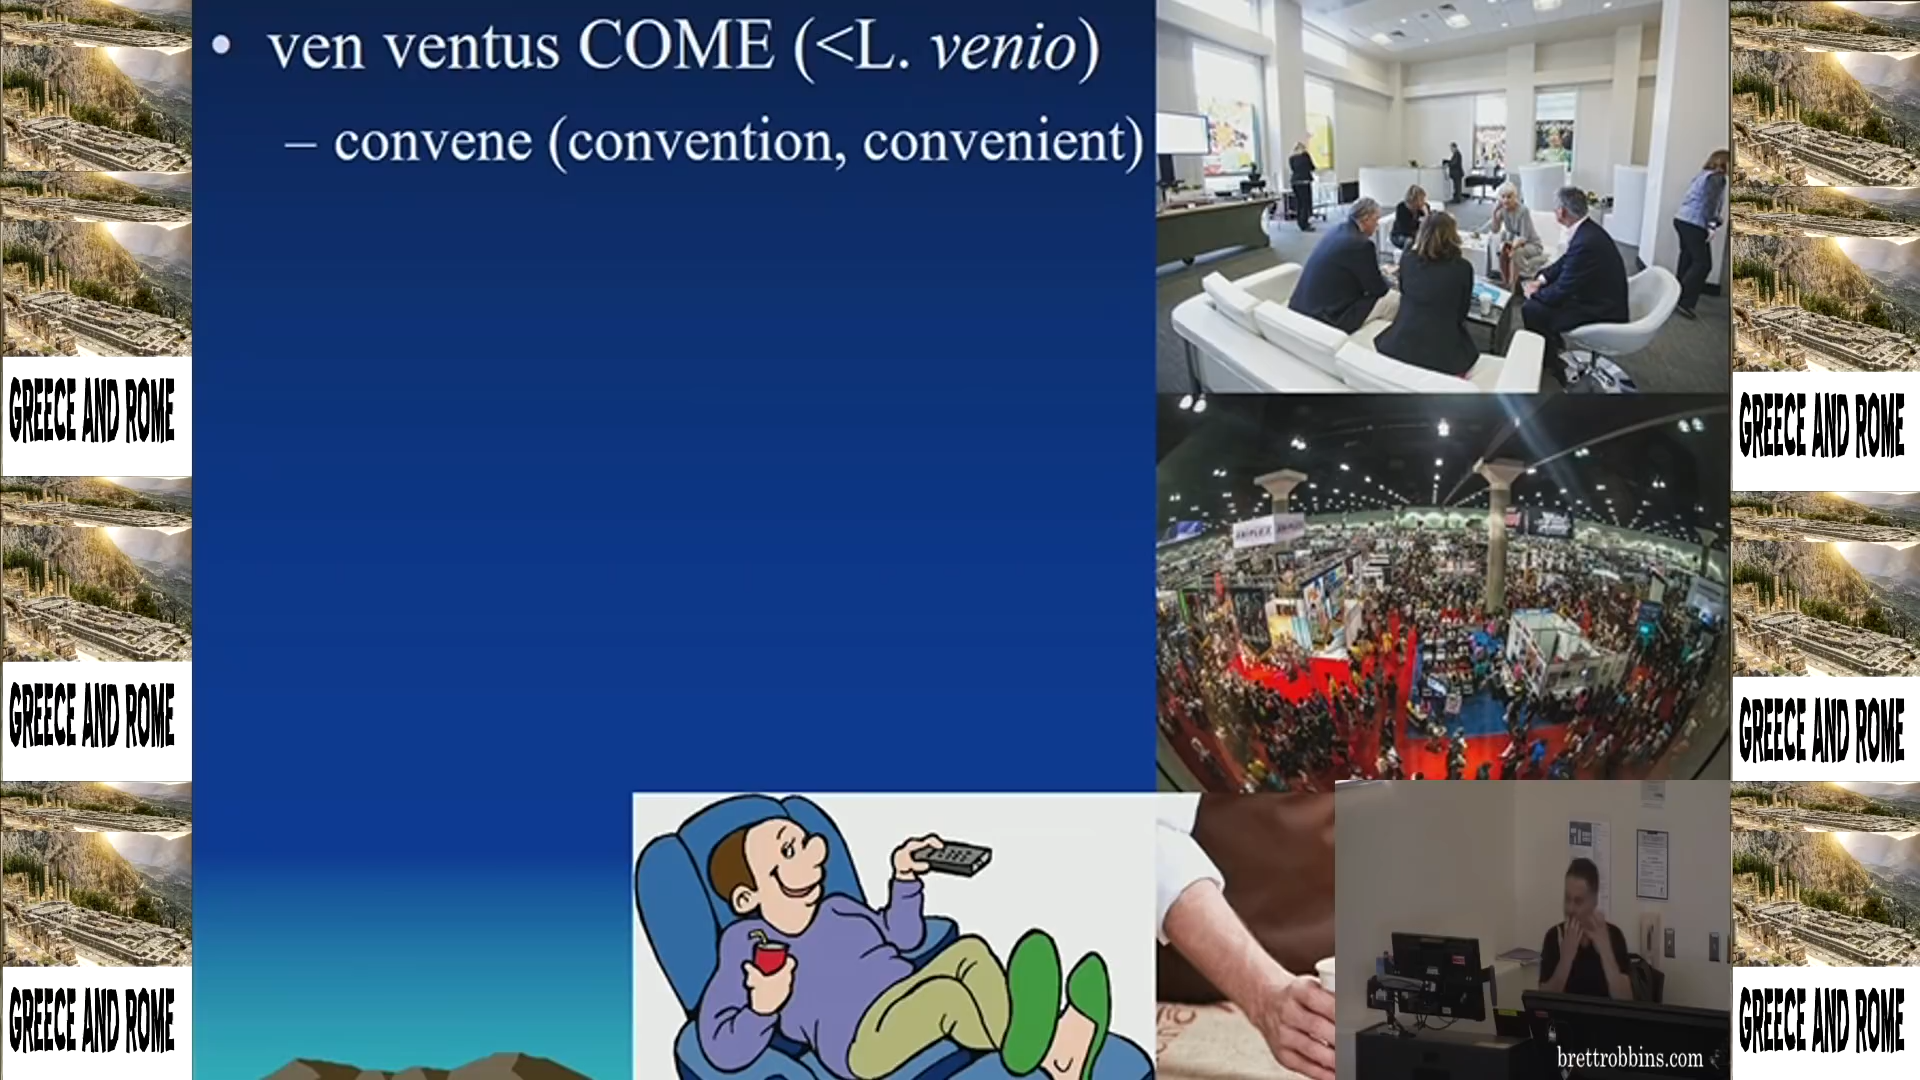 • ven ventus COME (<L. venio)
– convene (convention, convenient)
GREECE AND ROME
GREECE AND ROME
GREECE AND ROME
GREECE AND ROME
GREECE AND ROME
GREECE AND ROME
brettrobbins.com